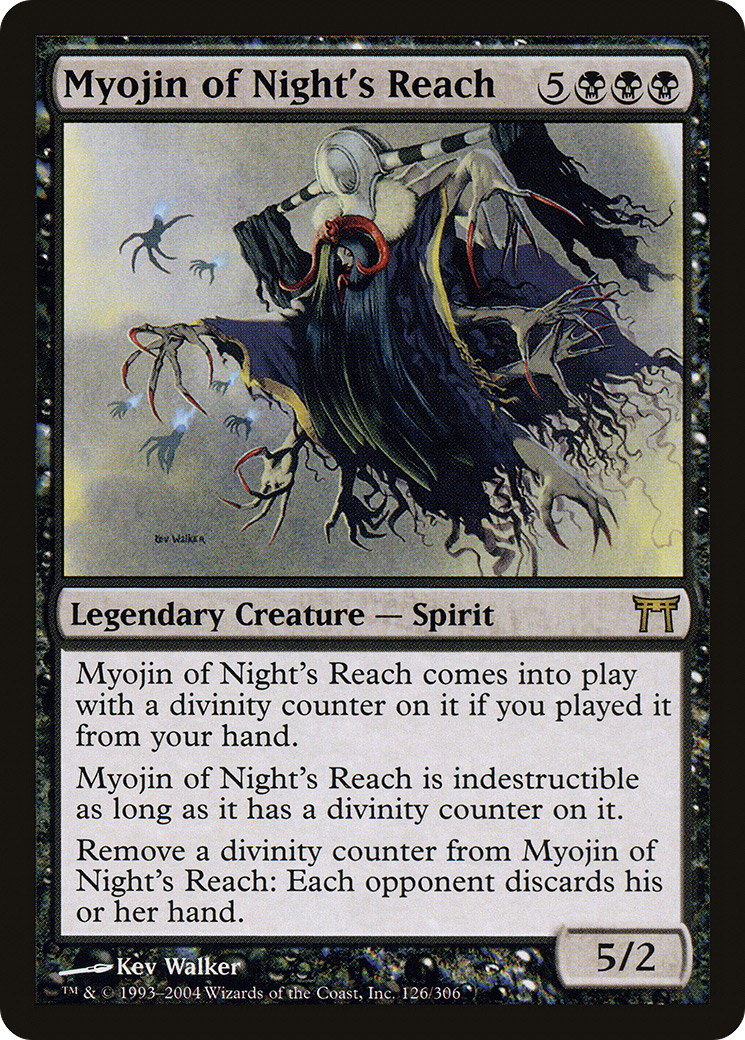 Myojin of Night's Reach 5
Kev Walker
Legendary Creature — Spirit
Myojin of Night's Reach comes into play
with a divinity counter on it if you played it
from your hand.
Myojin of Night's Reach is indestructible
as long as it has a divinity counter on it.
Remove a divinity counter from Myojin of
Night's Reach: Each opponent discards his
or her hand.
5/2
Kev Walker
™ & © 1993–2004 Wizards of the Coast, Inc. 126/306